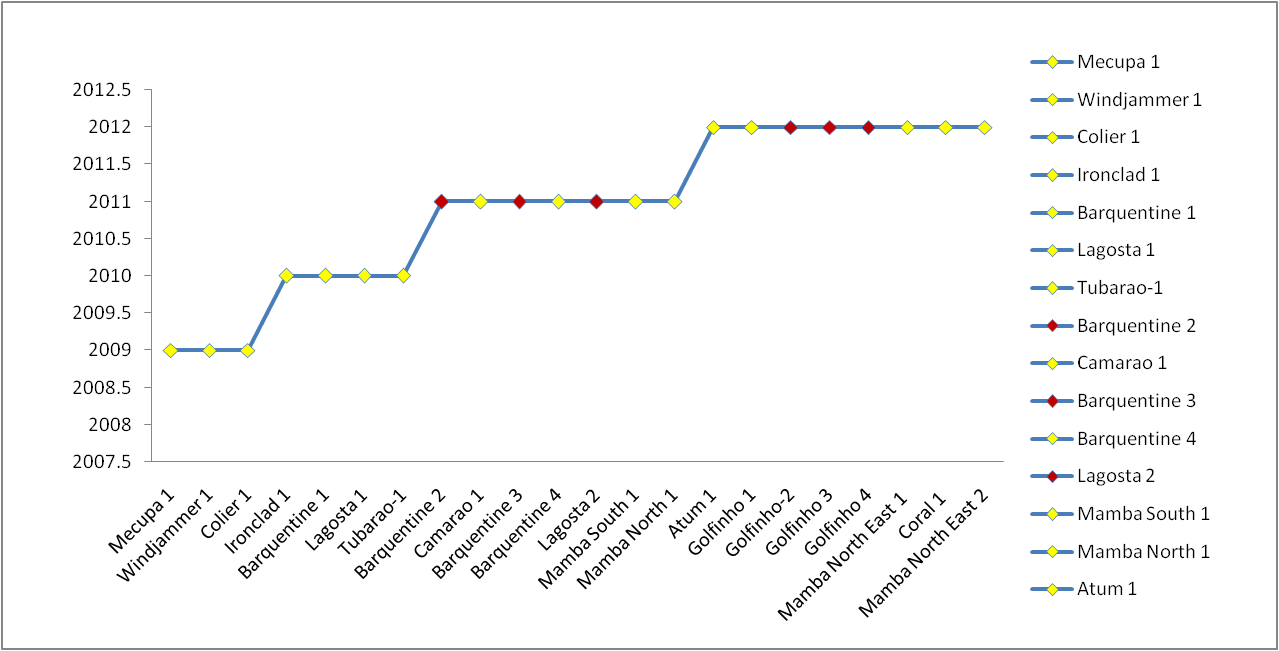 2012.5
2012
2011.5
2011
2010.5
2010
2009.5
2009
2008.5
2008
2007.5
Mecupa 1
Windjammer 1
Colier 1
Ironclad 1
Barquentine 1
Lagosta 1
Tubarao-1
Barquentine 2
Camarao 1
Barquentine 3
Barquentine 4
Lagosta 2
Mamba South 1
Mamba North 1
Atum 1
Golfinho 1
Golfinho-2
Golfinho 3
Golfinho 4
Mamba North East 1
Coral 1
Mamba North East 2
Mecupa 1
Windjammer 1
Colier 1
Ironclad 1
Barquentine 1
Lagosta 1
Tubarao-1
Barquentine 2
Camarao 1
Barquentine 3
Barquentine 4
Lagosta 2
Mamba South 1
Mamba North 1
Atum 1